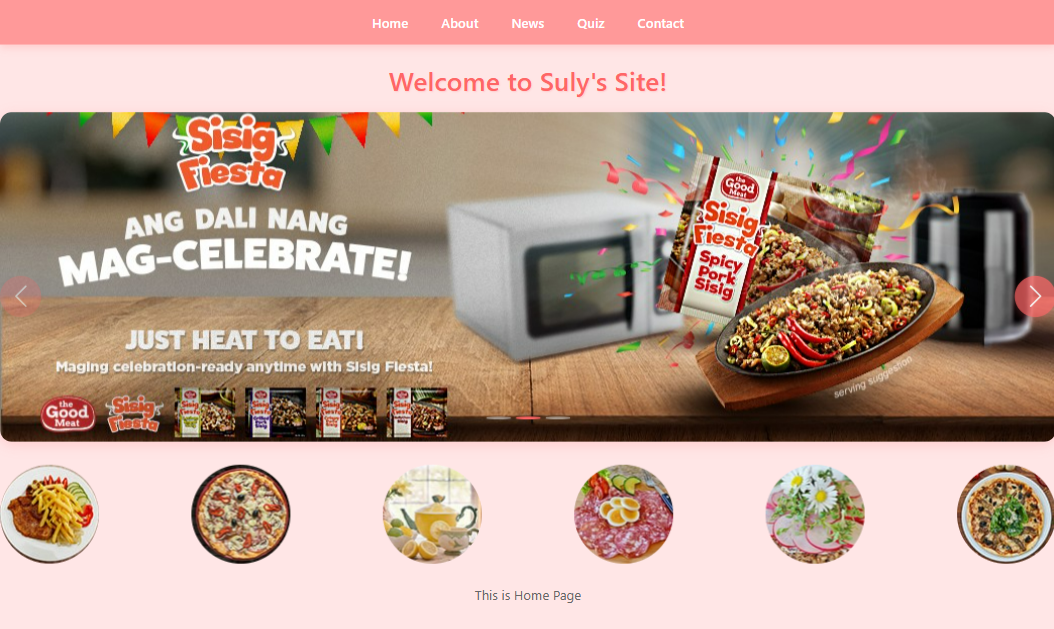 Home About News Quiz Contact
Welcome to Suly's Site!
Sisig
Fiesta
ANG DALI NANG
MAG-CELEBRATE!
JUST HEAT TO EAT!
Maging celebration-ready anytime with Sisig Fiesta!
the
Good
Meat
Sisig
Fiesta
the
Good
Meat
Sisig
Fiesta
Spicy
Pork
Sisig
serving suggestion
This is Home Page